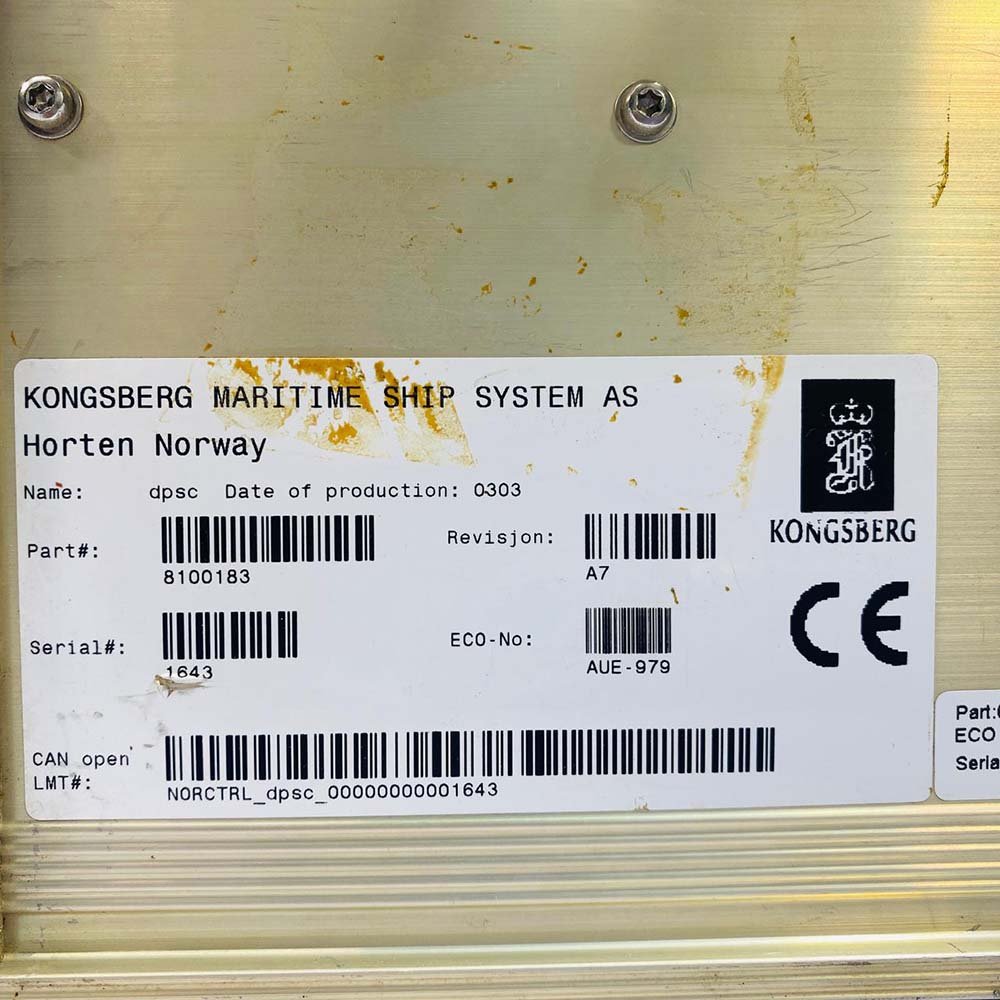 KONGSBERG MARITIME SHIP SYSTEM AS
Horten Norway
Name: dpsc Date of production: 0303
Part#: 8100183
Revisjon: A7
KONGSBERG
Serial#: 1643
ECO-No: AUE-979
CE
CAN open
LMT#: NORCTRL_dpsc_00000000001643
Part:
ECO
Seria